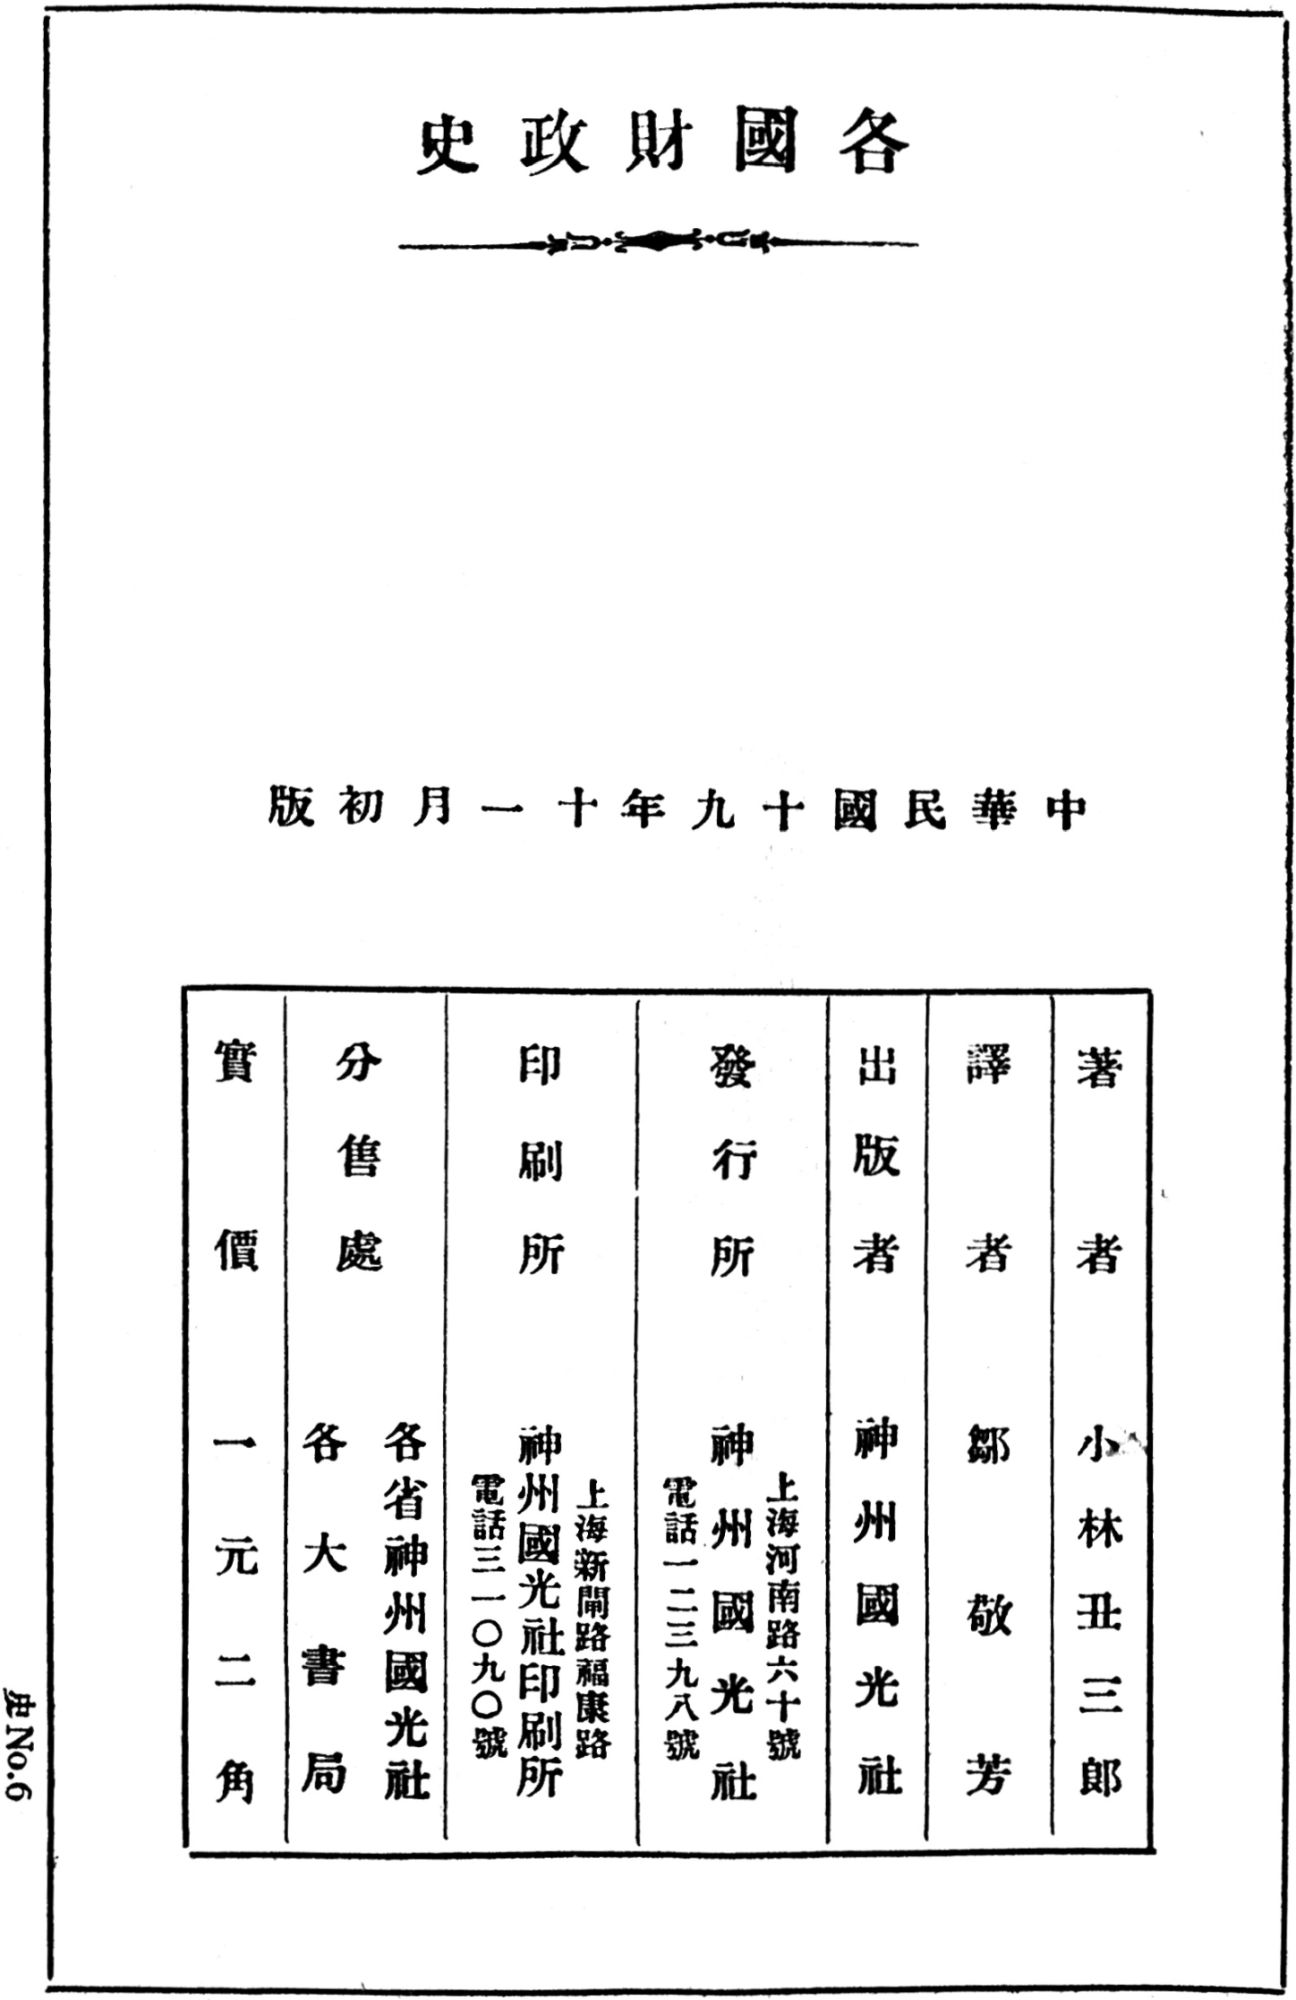 各國財政史
中華民國十九年十一月初版
著者 小林丑三郎
譯者 鄒敬芳
出版者 神州國光社
發行所 上海河南路六十號
神州國光社
電話一二三九八號
印刷所 上海新閘路福康路
神州國光社印刷所
電話三一〇九〇號
分售處 各省神州國光社
各大書局
實價 一元二角
史No.6